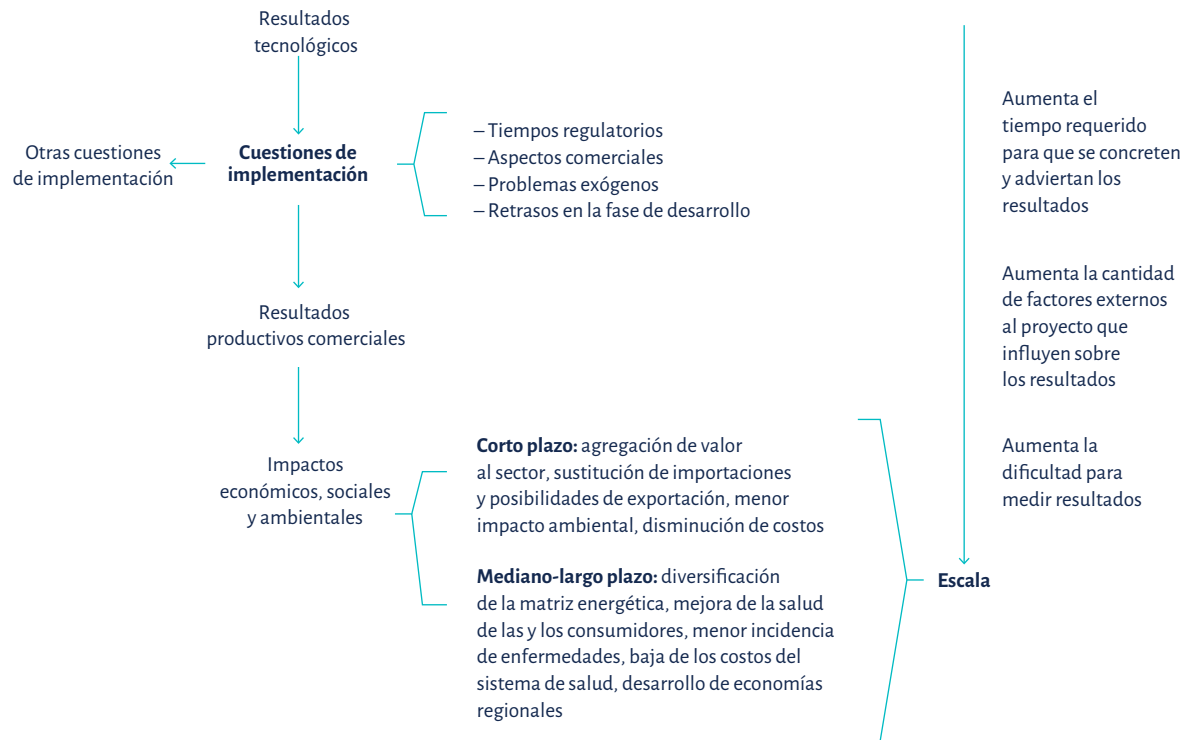 Resultados
tecnológicos
Otras cuestiones
de implementación
Cuestiones de
implementación
– Tiempos regulatorios
– Aspectos comerciales
– Problemas exógenos
– Retrasos en la fase de desarrollo
Resultados
productivos comerciales
Impactos
económicos, sociales
y ambientales
Corto plazo: agregación de valor
al sector, sustitución de importaciones
y posibilidades de exportación, menor
impacto ambiental, disminución de costos
Mediano-largo plazo: diversificación
de la matriz energética, mejora de la salud
de las y los consumidores, menor incidencia
de enfermedades, baja de los costos del
sistema de salud, desarrollo de economías
regionales
Aumenta el
tiempo requerido
para que se concreten
y adviertan los
resultados
Aumenta la cantidad
de factores externos
al proyecto que
influyen sobre
los resultados
Aumenta la
dificultad para
medir resultados
Escala